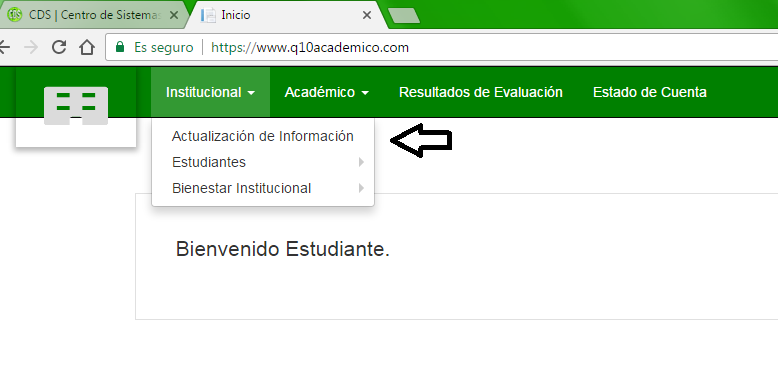 CDS | Centro de Sistemas
Inicio
Es seguro
https://www.q10academico.com
Institucional
Académico
Resultados de Evaluación
Estado de Cuenta
Actualización de Información
Estudiantes
Bienestar Institucional
Bienvenido Estudiante.